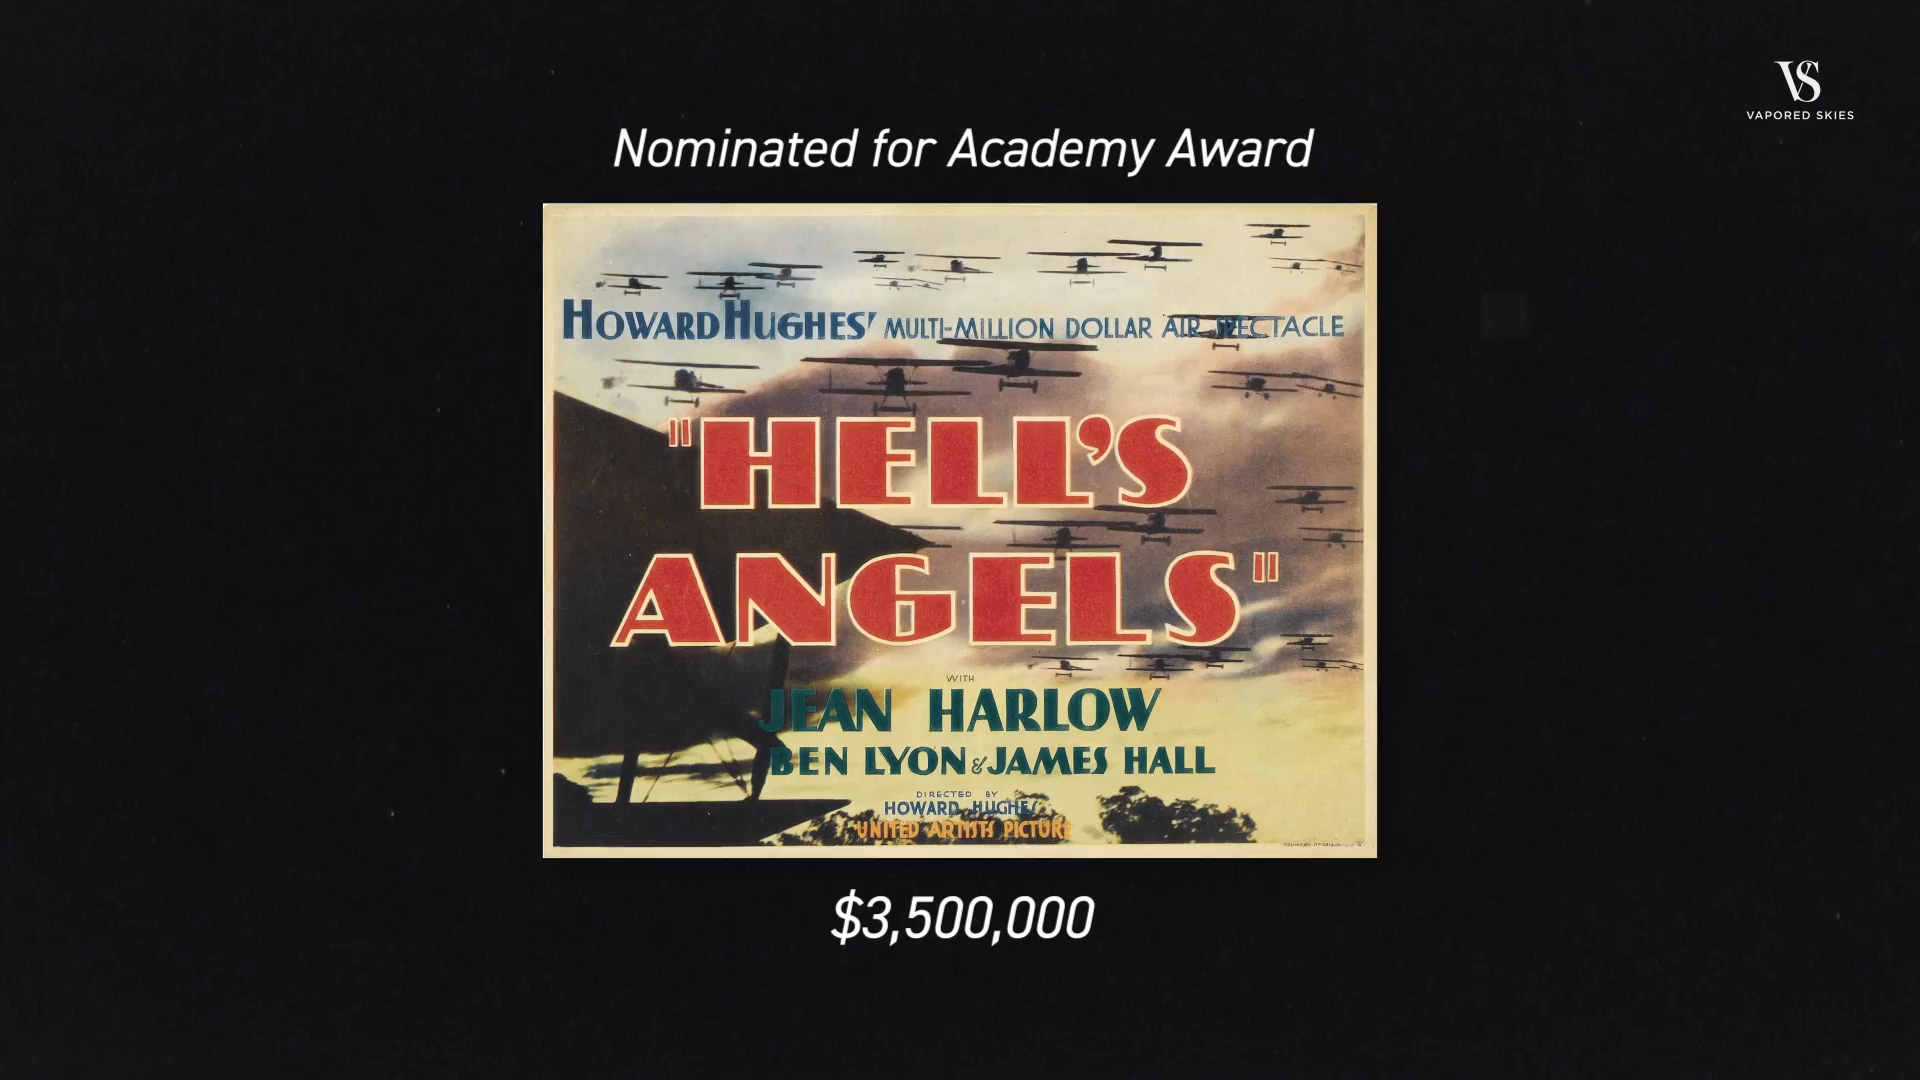 VS
VAPORED SKIES
Nominated for Academy Award
HOWARD HUGHES' MULTI-MILLION DOLLAR AIR SPECTACLE
"HELL'S
ANGELS"
WITH
JEAN HARLOW
BEN LYON & JAMES HALL
DIRECTED BY
HOWARD HUGHES
UNITED ARTISTS PICTURE
$3,500,000